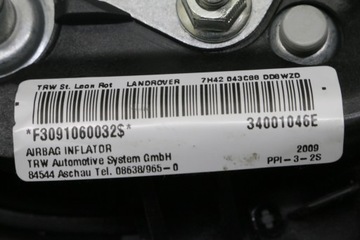 TRW St. Leon Rot LANDROVER 7H42 043C88 DD8WZD
*F3091060032$* 34001046E
AIRBAG INFLATOR 2009
TRW Automotive System GmbH PPI-3-2S
84544 Aschau Tel. 08638/965-0